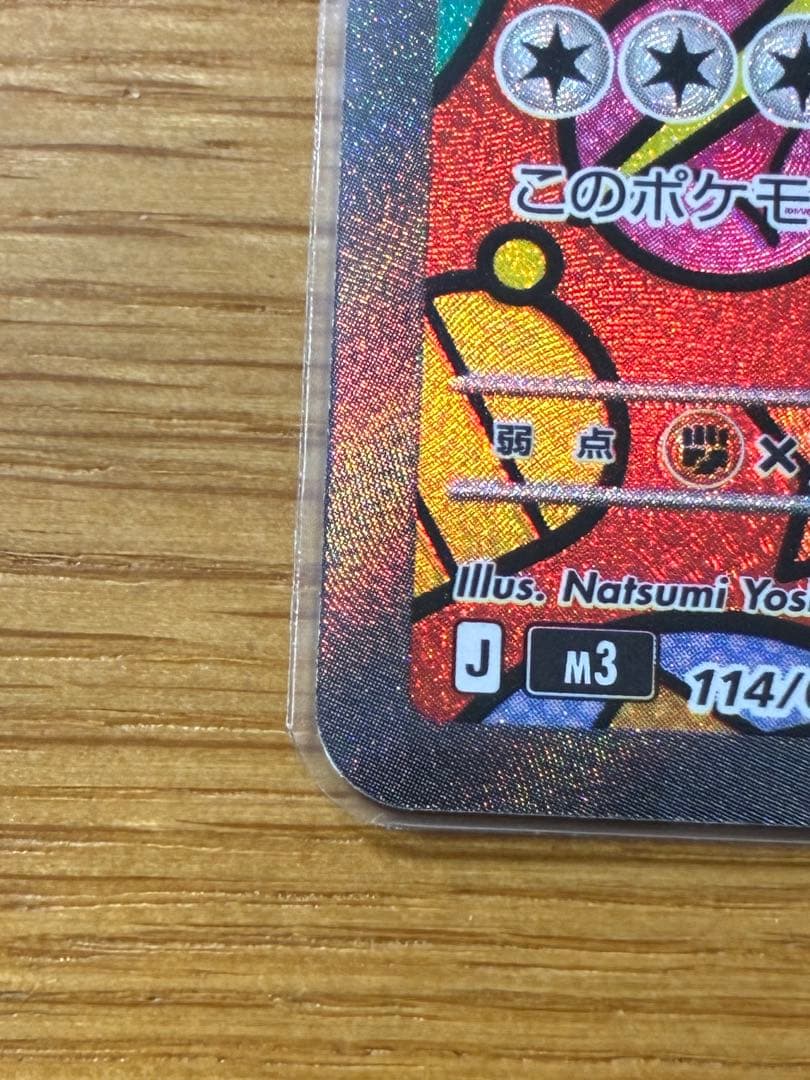 このポケモ
弱 点 ×
Illus. Natsumi Yos
J M3 114/